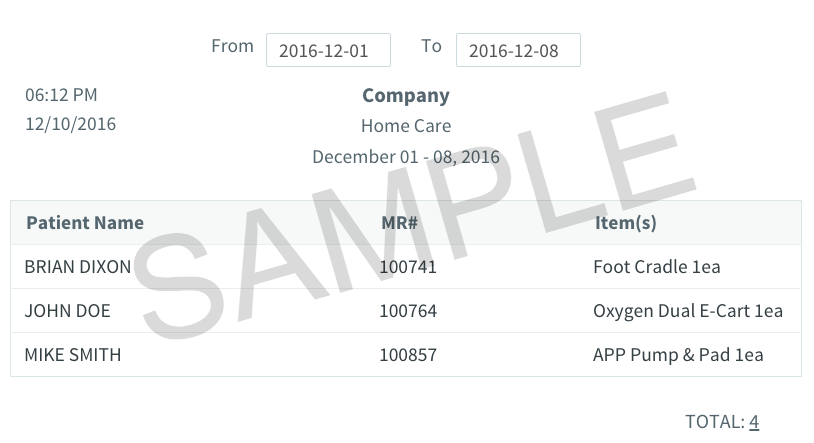 From 2016-12-01 To 2016-12-08
06:12 PM
12/10/2016
Company
Home Care
December 01 - 08, 2016
SAMPLE
Patient Name MR# Item(s)
BRIAN DIXON 100741 Foot Cradle 1ea
JOHN DOE 100764 Oxygen Dual E-Cart 1ea
MIKE SMITH 100857 APP Pump & Pad 1ea
TOTAL: 4